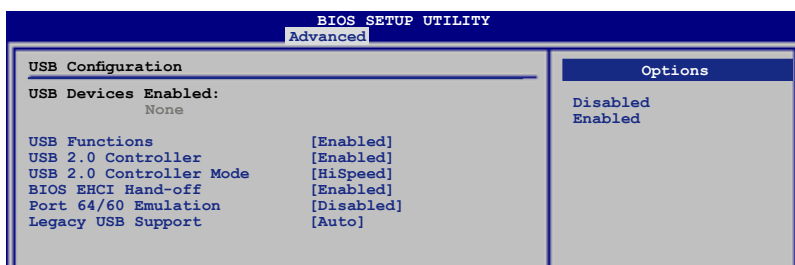 BIOS SETUP UTILITY
Advanced
USB Configuration
USB Devices Enabled:
None
USB Functions [Enabled]
USB 2.0 Controller [Enabled]
USB 2.0 Controller Mode [HiSpeed]
BIOS EHCI Hand-off [Enabled]
Port 64/60 Emulation [Disabled]
Legacy USB Support [Auto]
Options
Disabled
Enabled